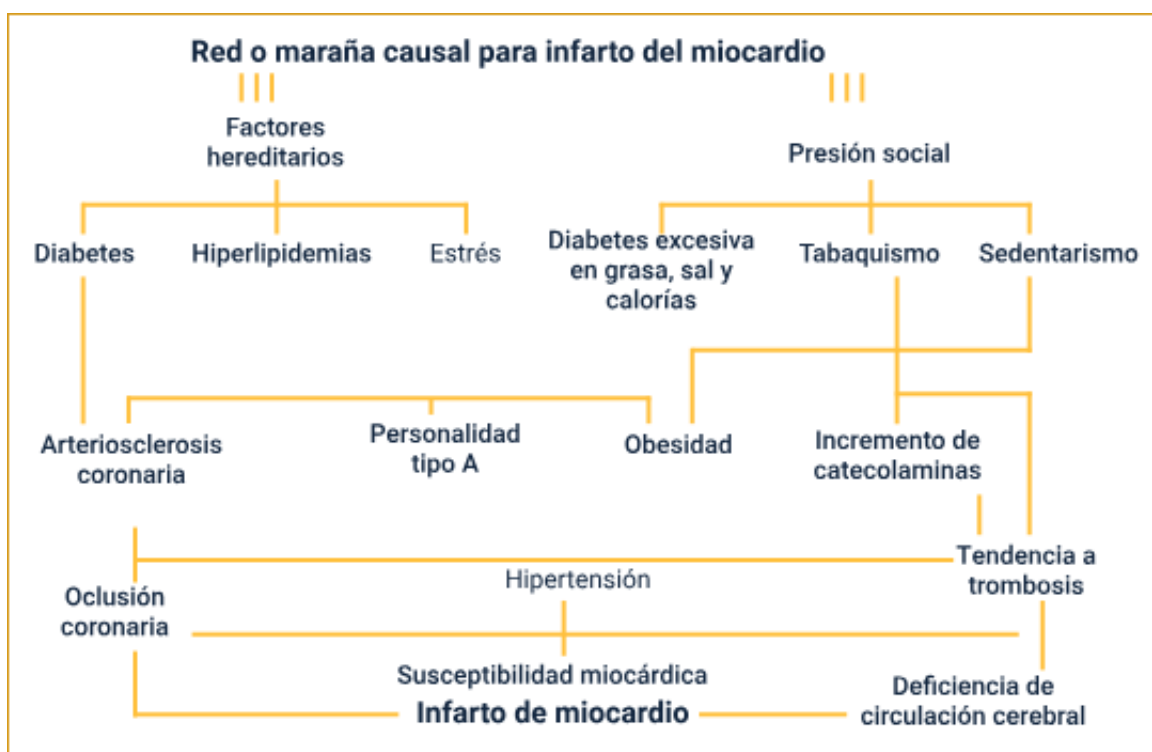 Red o maraña causal para infarto del miocardio
Factores
hereditarios
Presión social
Diabetes
Hiperlipidemias
Estrés
Diabetes excesiva
en grasa, sal y
calorías
Tabaquismo
Sedentarismo
Arteriosclerosis
coronaria
Personalidad
tipo A
Obesidad
Incremento de
catecolaminas
Hipertensión
Tendencia a
trombosis
Oclusión
coronaria
Susceptibilidad miocárdica
Infarto de miocardio
Deficiencia de
circulación cerebral